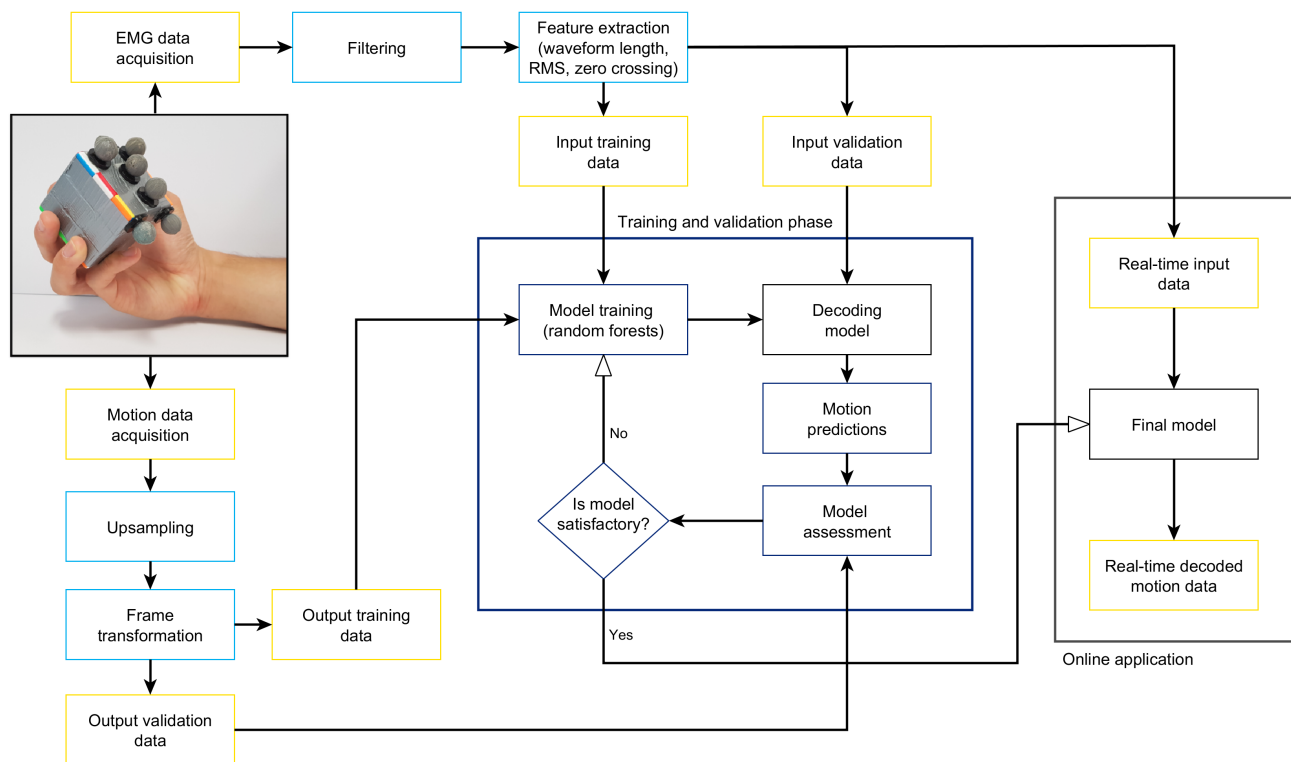 EMG data
acquisition
Filtering
Feature extraction
(waveform length,
RMS, zero crossing)
Input training
data
Input validation
data
Training and validation phase
Model training
(random forests)
Decoding
model
Real-time input
data
Motion data
acquisition
Motion
predictions
Final model
No
Upsampling
Is model
satisfactory?
Model
assessment
Real-time decoded
motion data
Frame
transformation
Output training
data
Yes
Online application
Output validation
data